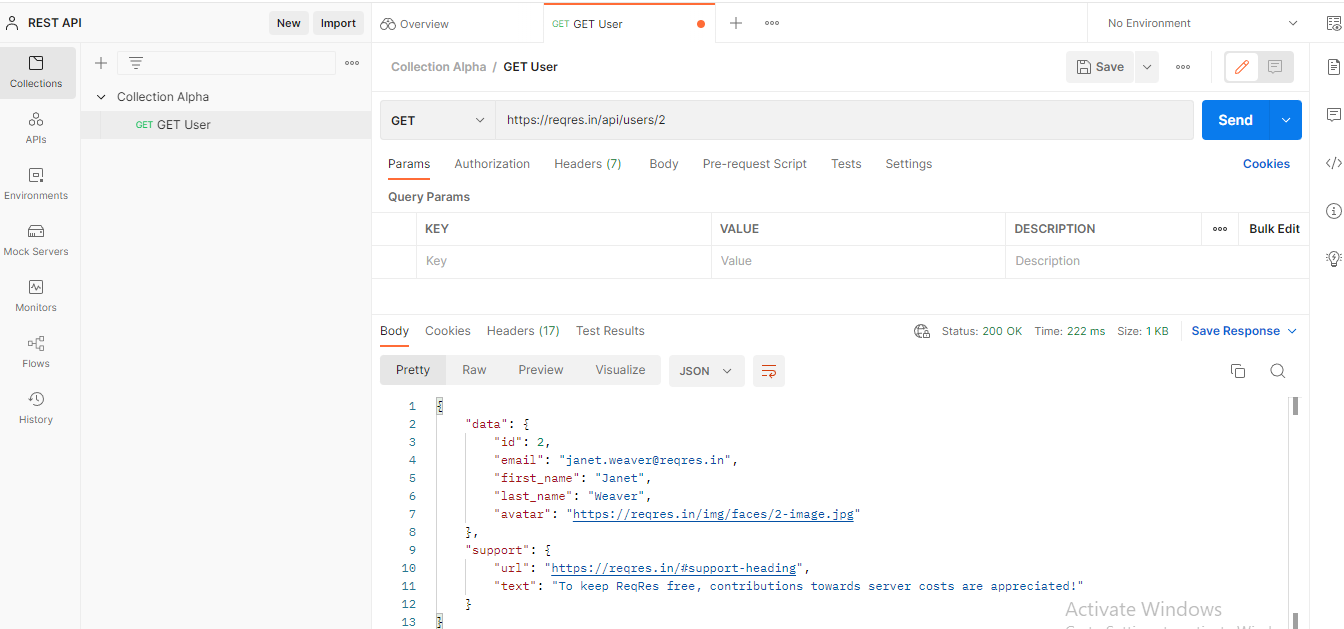 REST API
New
Import
Overview
GET GET User
No Environment
Collections
APIs
Environments
Mock Servers
Monitors
Flows
History
Collection Alpha
GET GET User
Collection Alpha / GET User
Save
GET
https://reqres.in/api/users/2
Send
Params Authorization Headers (7) Body Pre-request Script Tests Settings Cookies
Query Params
KEY VALUE DESCRIPTION Bulk Edit
Key Value Description
Body Cookies Headers (17) Test Results Status: 200 OK Time: 222 ms Size: 1 KB Save Response
Pretty Raw Preview Visualize JSON
1 {
2 "data": {
3 "id": 2,
4 "email": "janet.weaver@reqres.in",
5 "first_name": "Janet",
6 "last_name": "Weaver",
7 "avatar": "https://reqres.in/img/faces/2-image.jpg"
8 },
9 "support": {
10 "url": "https://reqres.in/#support-heading",
11 "text": "To keep ReqRes free, contributions towards server costs are appreciated!"
12 }
13 }
Activate Windows